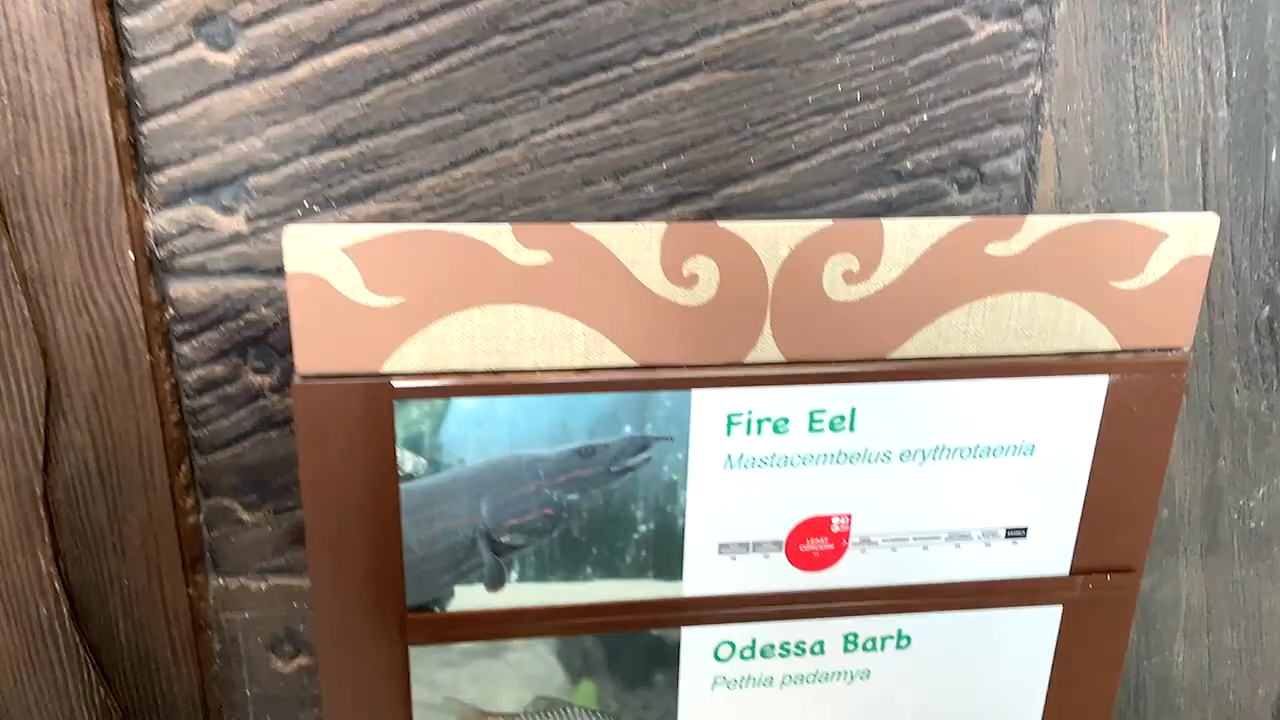 Fire Eel
Mastacembelus erythrotaenia
LEAST
CONCERN
Odessa Barb
Pethia padamya